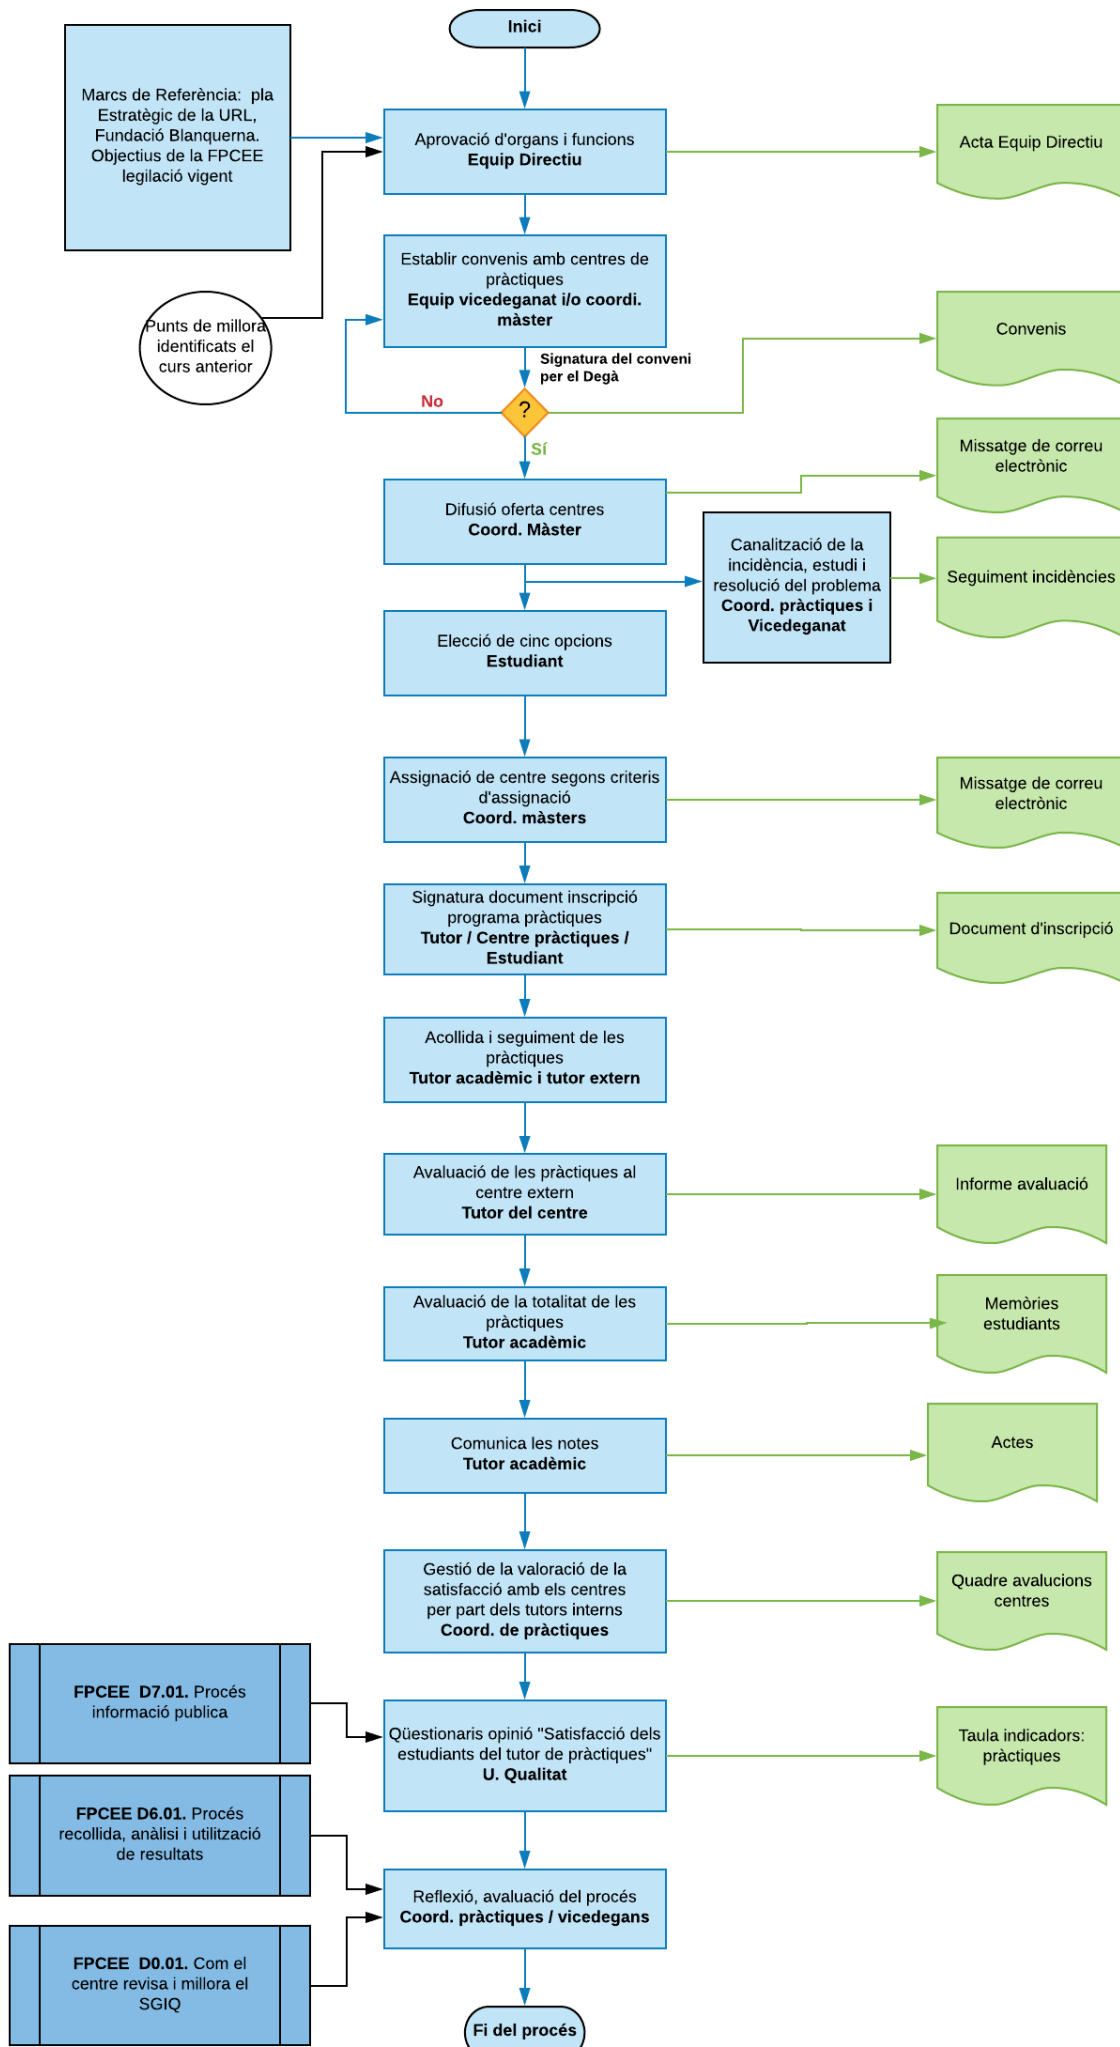 Inici
Marcs de Referència:  pla
Estratègic de la URL,
Fundació Blanquerna.
Objectius de la FPCEE
legilació vigent
Aprovació d'organs i funcions
Equip Directiu
Acta Equip Directiu
Punts de millora
identificats el
curs anterior
Establir convenis amb centres de
pràctiques
Equip vicedeganat i/o coordi.
màster
Convenis
Signatura del conveni
per el Degà
No
?
Sí
Difusió oferta centres
Coord. Màster
Missatge de correu
electrònic
Canalització de la
incidència, estudi i
resolució del problema
Coord. pràctiques i
Vicedeganat
Seguiment incidències
Elecció de cinc opcions
Estudiant
Assignació de centre segons criteris
d'assignació
Coord. màsters
Missatge de correu
electrònic
Signatura document inscripció
programa pràctiques
Tutor / Centre pràctiques /
Estudiant
Document d'inscripció
Acollida i seguiment de les
pràctiques
Tutor acadèmic i tutor extern
Avaluació de les pràctiques al
centre extern
Tutor del centre
Informe avaluació
Avaluació de la totalitat de les
pràctiques
Tutor acadèmic
Memòries
estudiants
Comunica les notes
Tutor acadèmic
Actes
Gestió de la valoració de la
satisfacció amb els centres
per part dels tutors interns
Coord. de pràctiques
Quadre avalucions
centres
FPCEE  D7.01. Procés
informació publica
Qüestionaris opinió "Satisfacció dels
estudiants del tutor de pràctiques"
U. Qualitat
Taula indicadors:
pràctiques
FPCEE D6.01. Procés
recollida, anàlisi i utilització
de resultats
Reflexió, avaluació del procés
Coord. pràctiques / vicedegans
FPCEE  D0.01. Com el
centre revisa i millora el
SGIQ
Fi del procés